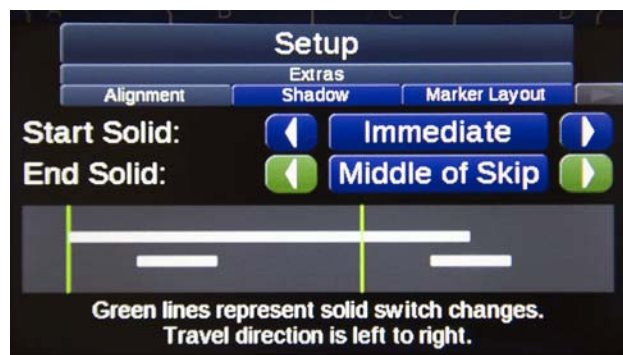 Setup
Extras
Alignment Shadow Marker Layout
Start Solid: Immediate
End Solid: Middle of Skip
Green lines represent solid switch changes.
Travel direction is left to right.